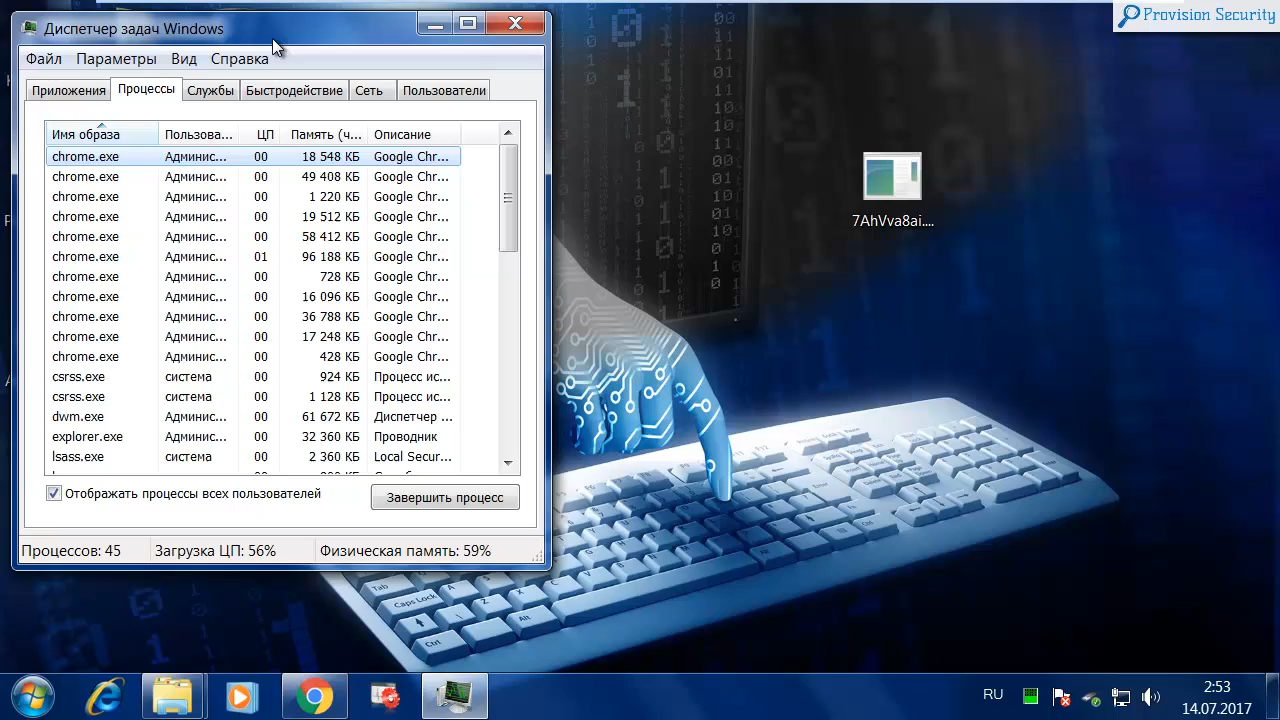 Provision Security
Диспетчер задач Windows
Файл Параметры Вид Справка
Приложения Процессы Службы Быстродействие Сеть Пользователи
Имя образа Пользова... ЦП Память (ч... Описание
chrome.exe Админис... 00 18 548 КБ Google Chr...
chrome.exe Админис... 00 49 408 КБ Google Chr...
chrome.exe Админис... 00 1 220 КБ Google Chr...
chrome.exe Админис... 00 19 512 КБ Google Chr...
chrome.exe Админис... 00 58 412 КБ Google Chr...
chrome.exe Админис... 01 96 188 КБ Google Chr...
chrome.exe Админис... 00 728 КБ Google Chr...
chrome.exe Админис... 00 16 096 КБ Google Chr...
chrome.exe Админис... 00 36 788 КБ Google Chr...
chrome.exe Админис... 00 17 248 КБ Google Chr...
chrome.exe Админис... 00 428 КБ Google Chr...
csrss.exe система 00 924 КБ Процесс ис...
csrss.exe система 00 1 128 КБ Процесс ис...
dwm.exe Админис... 00 61 672 КБ Диспетчер ...
explorer.exe Админис... 00 32 360 КБ Проводник
lsass.exe система 00 2 360 КБ Local Secur...
Отображать процессы всех пользователей Завершить процесс
Процессов: 45 Загрузка ЦП: 56% Физическая память: 59%
7AhVva8ai....
Tab
Caps Lock
Ctrl
Alt
RU
2:53
14.07.2017